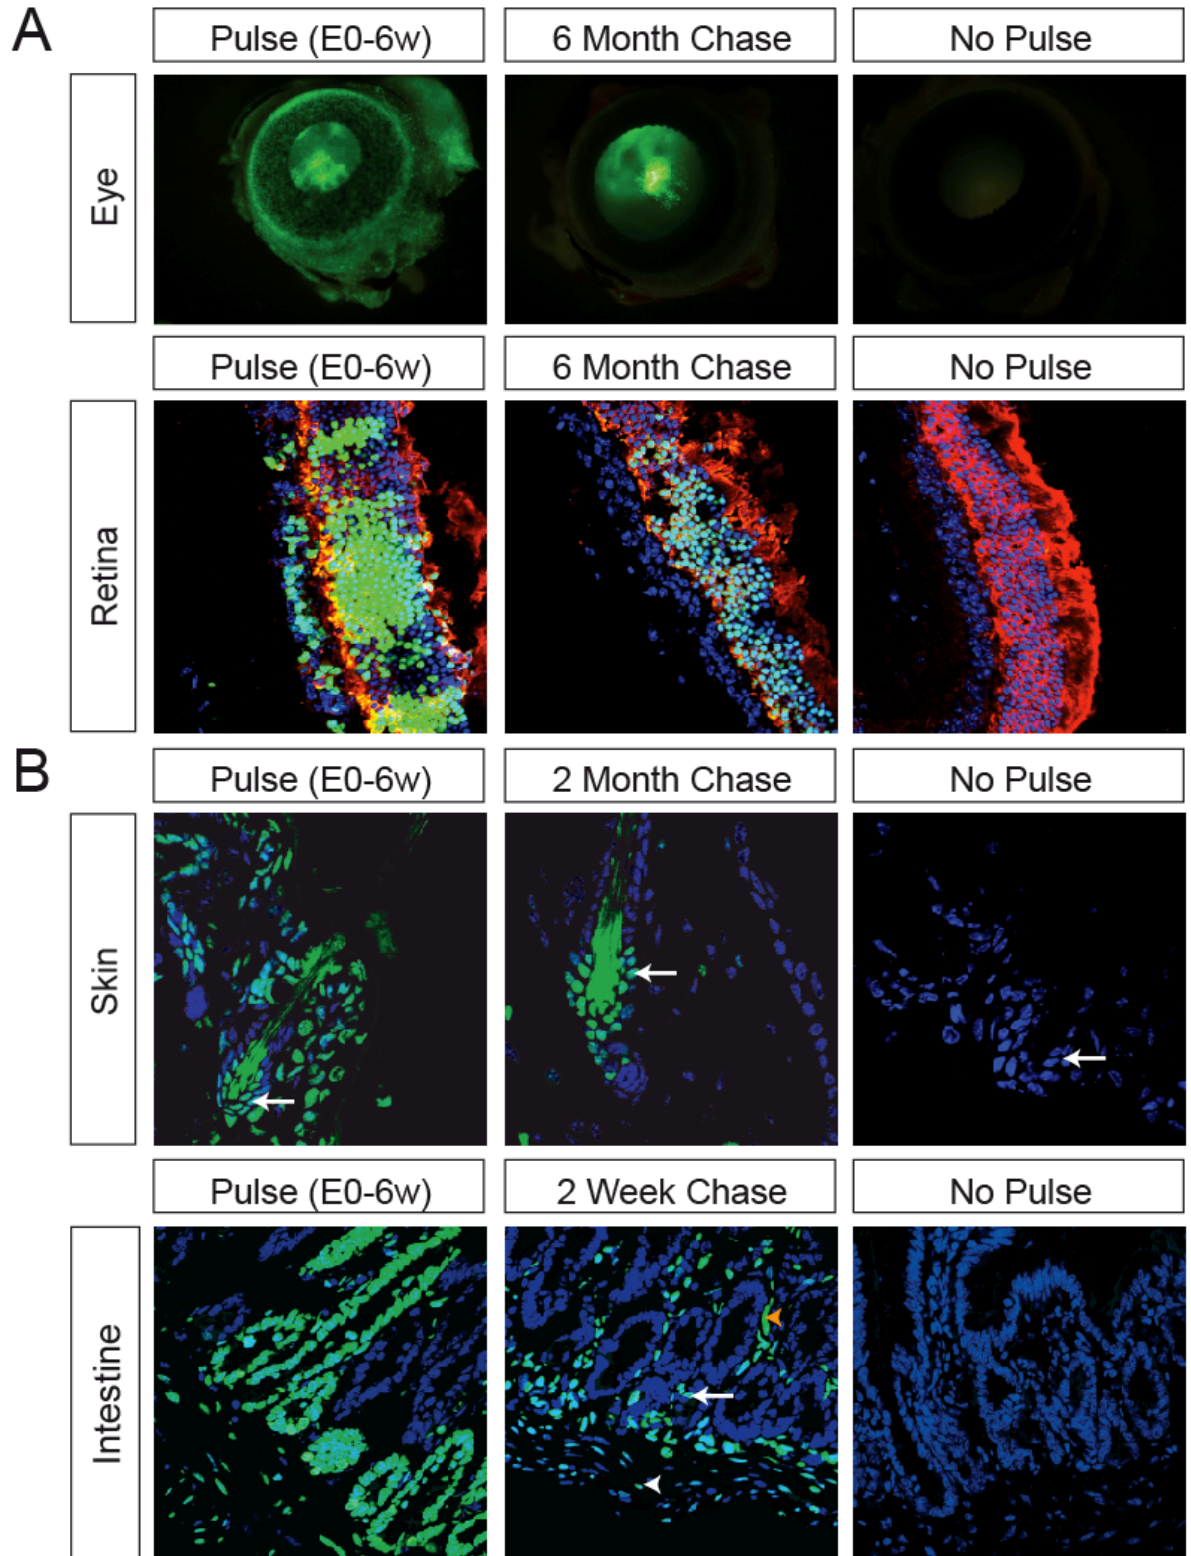 A
Pulse (E0-6w)
6 Month Chase
No Pulse
Eye
Pulse (E0-6w)
6 Month Chase
No Pulse
Retina
B
Pulse (E0-6w)
2 Month Chase
No Pulse
Skin
Pulse (E0-6w)
2 Week Chase
No Pulse
Intestine